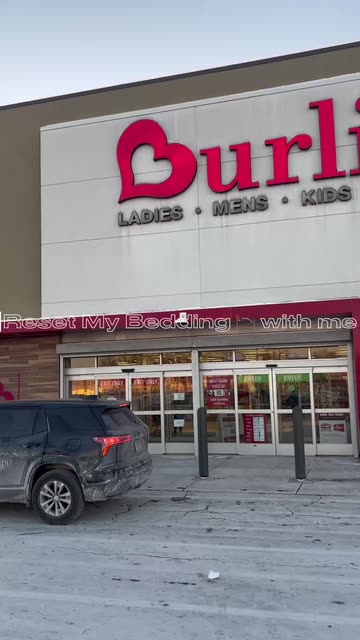 Burli
LADIES • MENS • KIDS
Reset My Bedding 🛏️ with me
EXIT ONLY EXIT ONLY ENTER ENTER